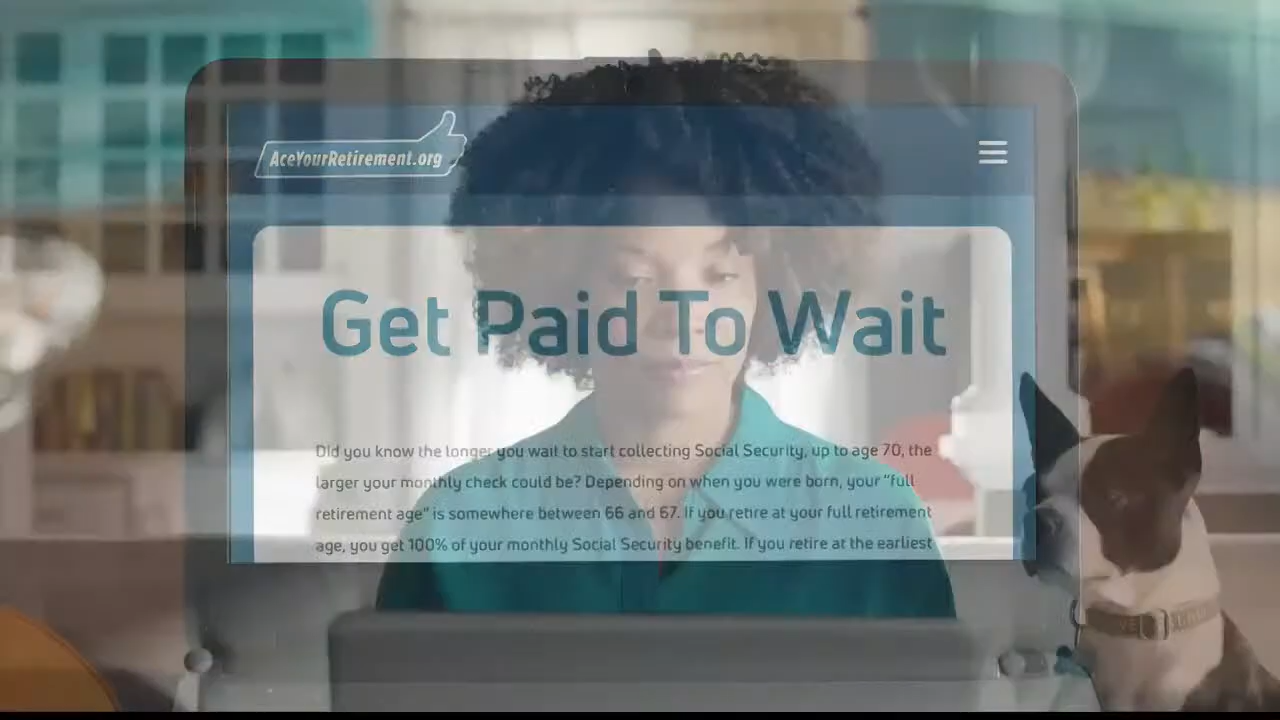 AceYourRetirement.org
Get Paid To Wait
Did you know the longer you wait to start collecting Social Security, up to age 70, the
larger your monthly check could be? Depending on when you were born, your “full
retirement age” is somewhere between 66 and 67. If you retire at your full retirement
age, you get 100% of your monthly Social Security benefit. If you retire at the earliest